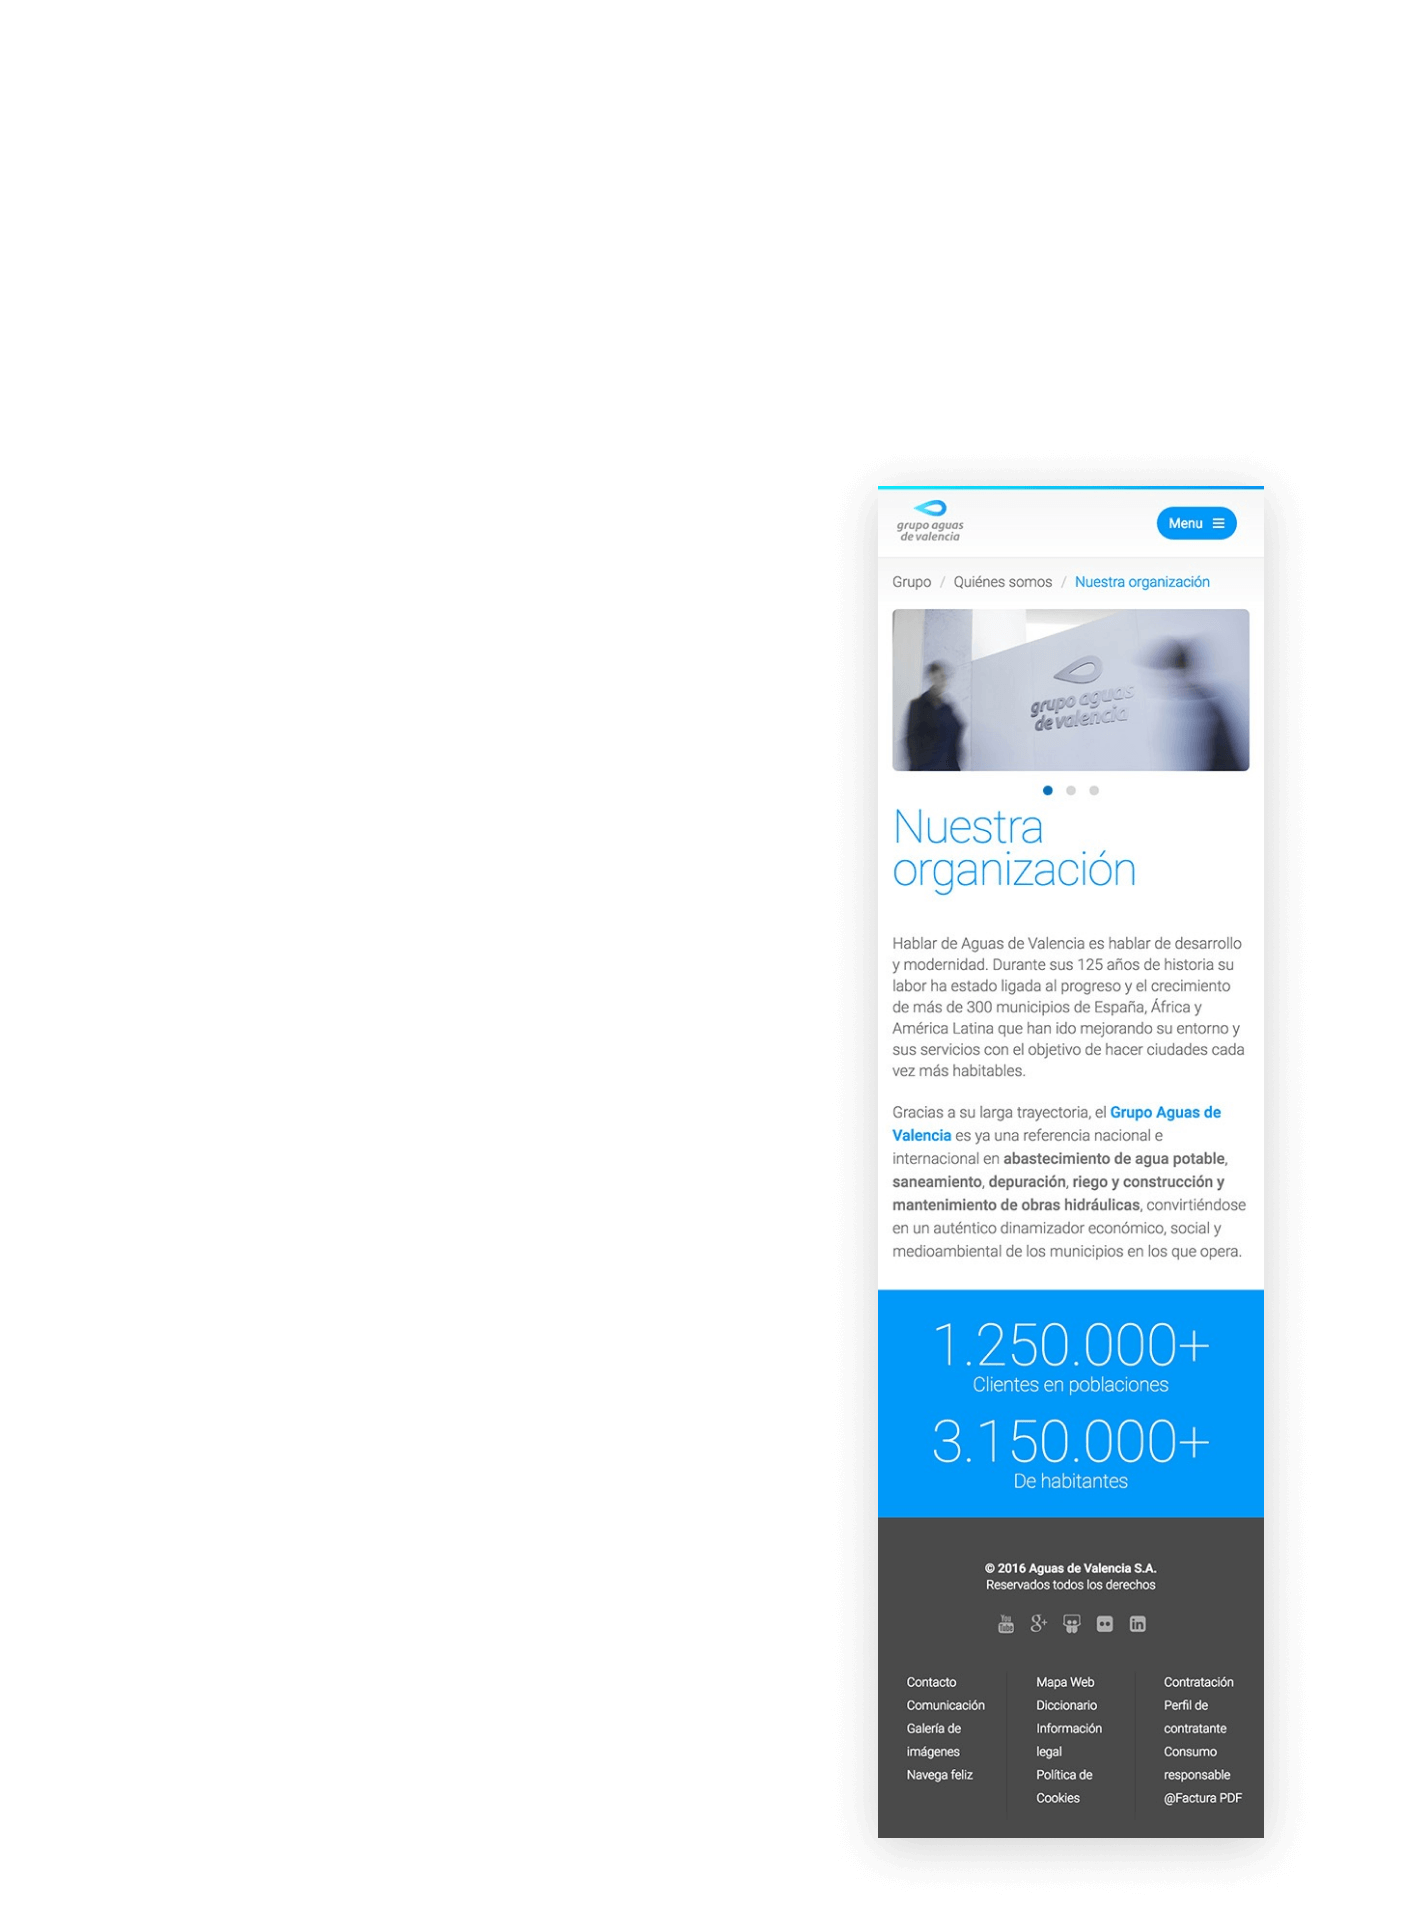 grupo aguas
de valencia
Menu
Grupo / Quiénes somos / Nuestra organización
grupo aguas
de valencia
Nuestra
organización
Hablar de Aguas de Valencia es hablar de desarrollo
y modernidad. Durante sus 125 años de historia su
labor ha estado ligada al progreso y el crecimiento
de más de 300 municipios de España, África y
América Latina que han ido mejorando su entorno y
sus servicios con el objetivo de hacer ciudades cada
vez más habitables.
Gracias a su larga trayectoria, el Grupo Aguas de
Valencia es ya una referencia nacional e
internacional en abastecimiento de agua potable,
saneamiento, depuración, riego y construcción y
mantenimiento de obras hidráulicas, convirtiéndose
en un auténtico dinamizador económico, social y
medioambiental de los municipios en los que opera.
1.250.000+
Clientes en poblaciones
3.150.000+
De habitantes
© 2016 Aguas de Valencia S.A.
Reservados todos los derechos
You Tube g+ in
Contacto
Comunicación
Galería de
imágenes
Navega feliz
Mapa Web
Diccionario
Información
legal
Política de
Cookies
Contratación
Perfil de
contratante
Consumo
responsable
@Factura PDF